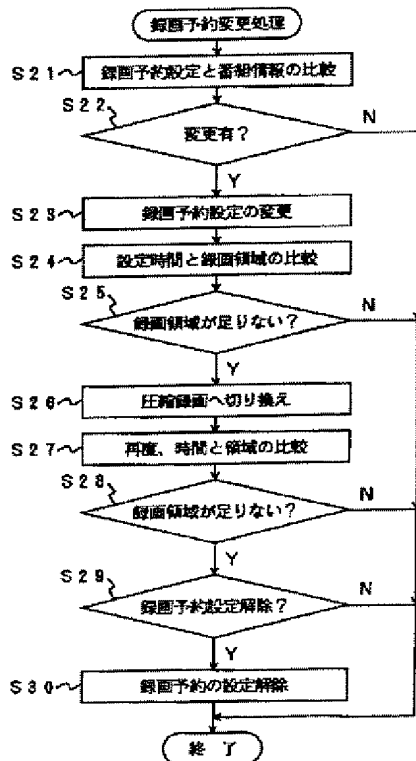 録画予約変更処理
S21 録画予約設定と番組情報の比較
S22 変更有? N
Y
S23 録画予約設定の変更
S24 設定時間と録画領域の比較
S25 録画領域が足りない? N
Y
S26 圧縮録画へ切り換え
S27 再度、時間と領域の比較
S28 録画領域が足りない? N
Y
S29 録画予約設定解除? N
Y
S30 録画予約の設定解除
終了